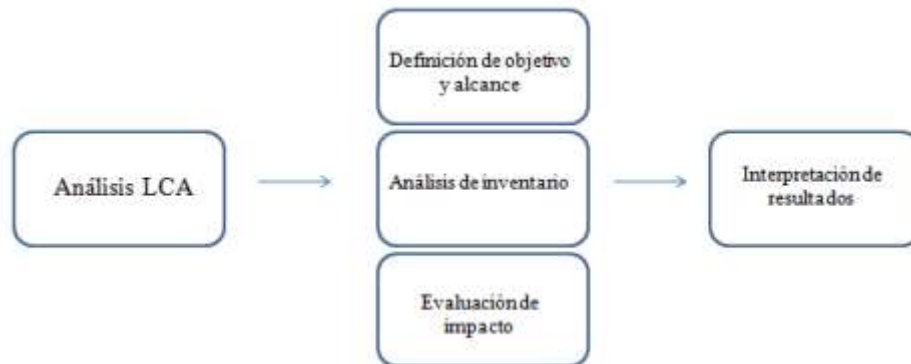 Definición de objetivo
y alcance
Análisis LCA
Análisis de inventario
Interpretación de
resultados
Evaluación de
impacto